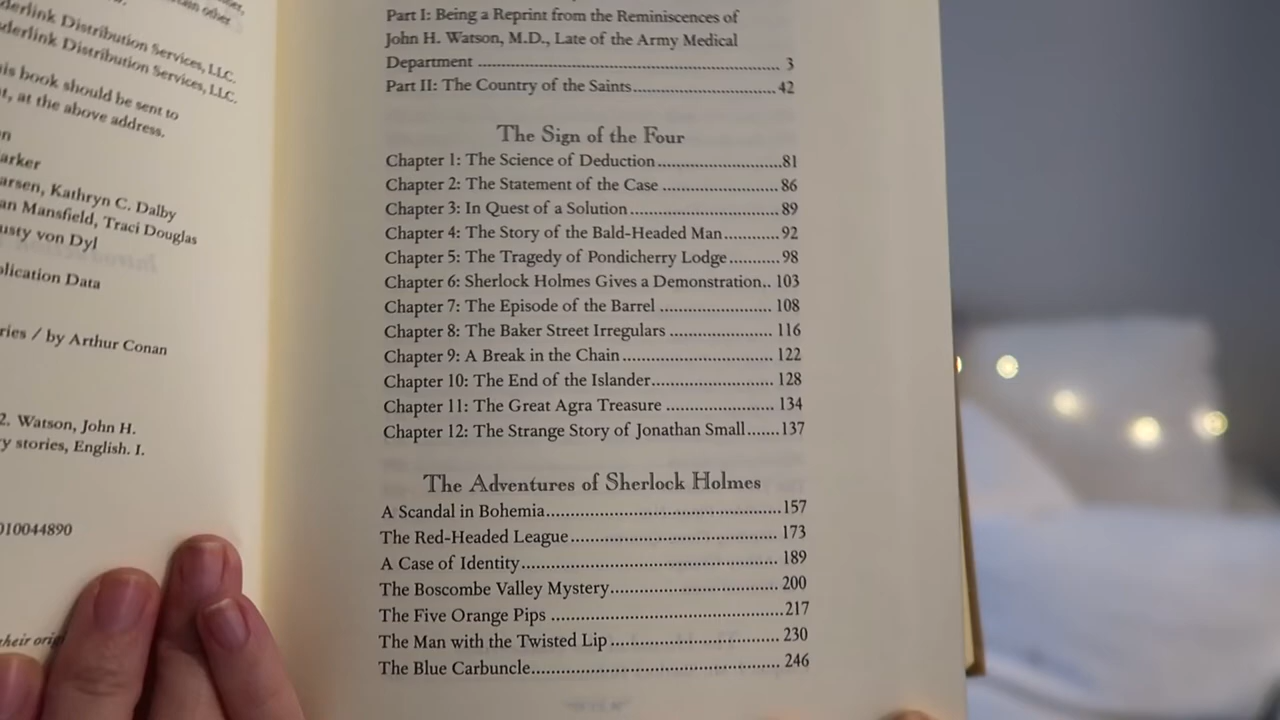 derlink Distribution Services, LLC.
derlink Distribution Services, LLC.
his book should be sent to
t, at the above address.
on
arker
arsen, Kathryn C. Dalby
an Mansfield, Traci Douglas
usty von Dyl
blication Data
ries / by Arthur Conan
2. Watson, John H.
y stories, English. I.
010044890
their orig
Part I: Being a Reprint from the Reminiscences of
John H. Watson, M.D., Late of the Army Medical
Department ........ 3
Part II: The Country of the Saints........ 42
The Sign of the Four
Chapter 1: The Science of Deduction........81
Chapter 2: The Statement of the Case ........ 86
Chapter 3: In Quest of a Solution........ 89
Chapter 4: The Story of the Bald-Headed Man........ 92
Chapter 5: The Tragedy of Pondicherry Lodge........ 98
Chapter 6: Sherlock Holmes Gives a Demonstration.. 103
Chapter 7: The Episode of the Barrel ........ 108
Chapter 8: The Baker Street Irregulars ........ 116
Chapter 9: A Break in the Chain........ 122
Chapter 10: The End of the Islander........ 128
Chapter 11: The Great Agra Treasure ........ 134
Chapter 12: The Strange Story of Jonathan Small.......137
The Adventures of Sherlock Holmes
A Scandal in Bohemia........157
The Red-Headed League........ 173
A Case of Identity........ 189
The Boscombe Valley Mystery........ 200
The Five Orange Pips ........217
The Man with the Twisted Lip ........ 230
The Blue Carbuncle........ 246